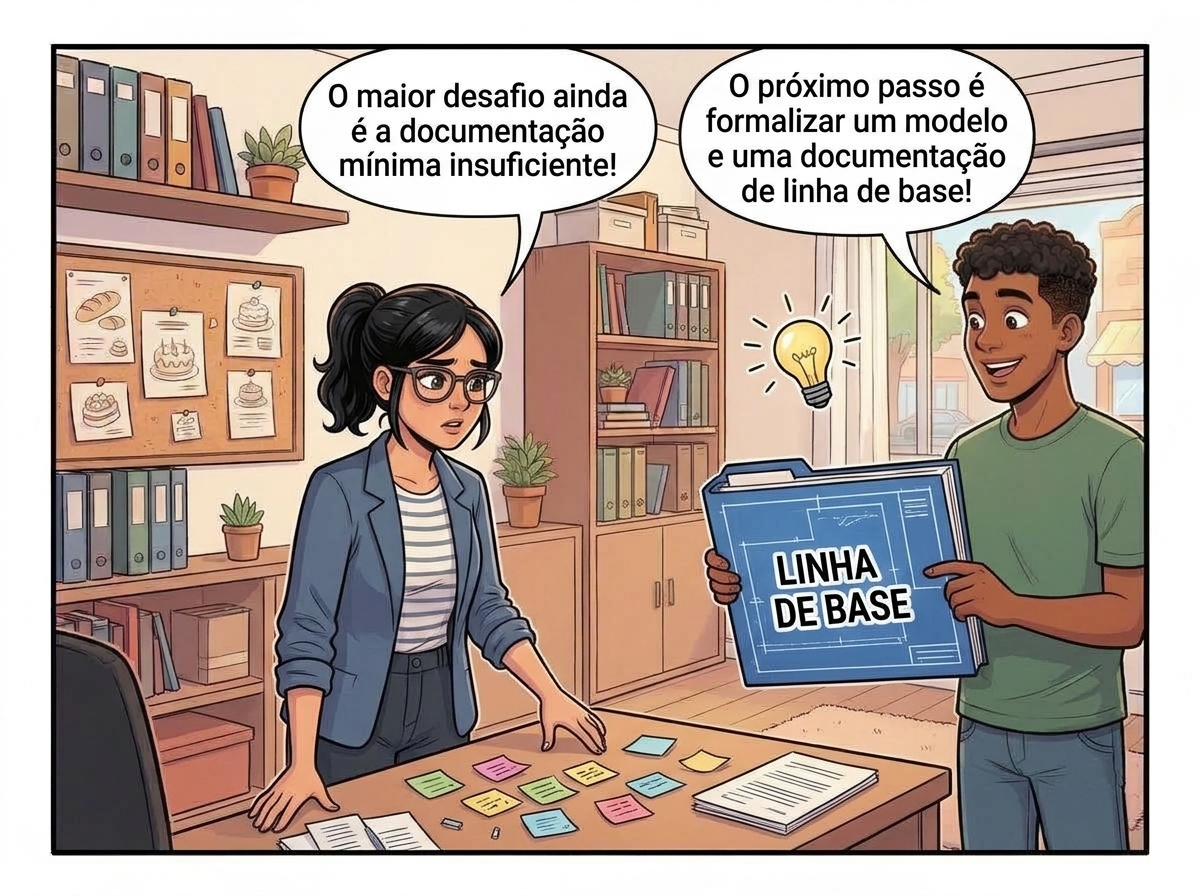 O maior desafio ainda
é a documentação
mínima insuficiente!
O próximo passo é
formalizar um modelo
e uma documentação
de linha de base!
LINHA
DE BASE